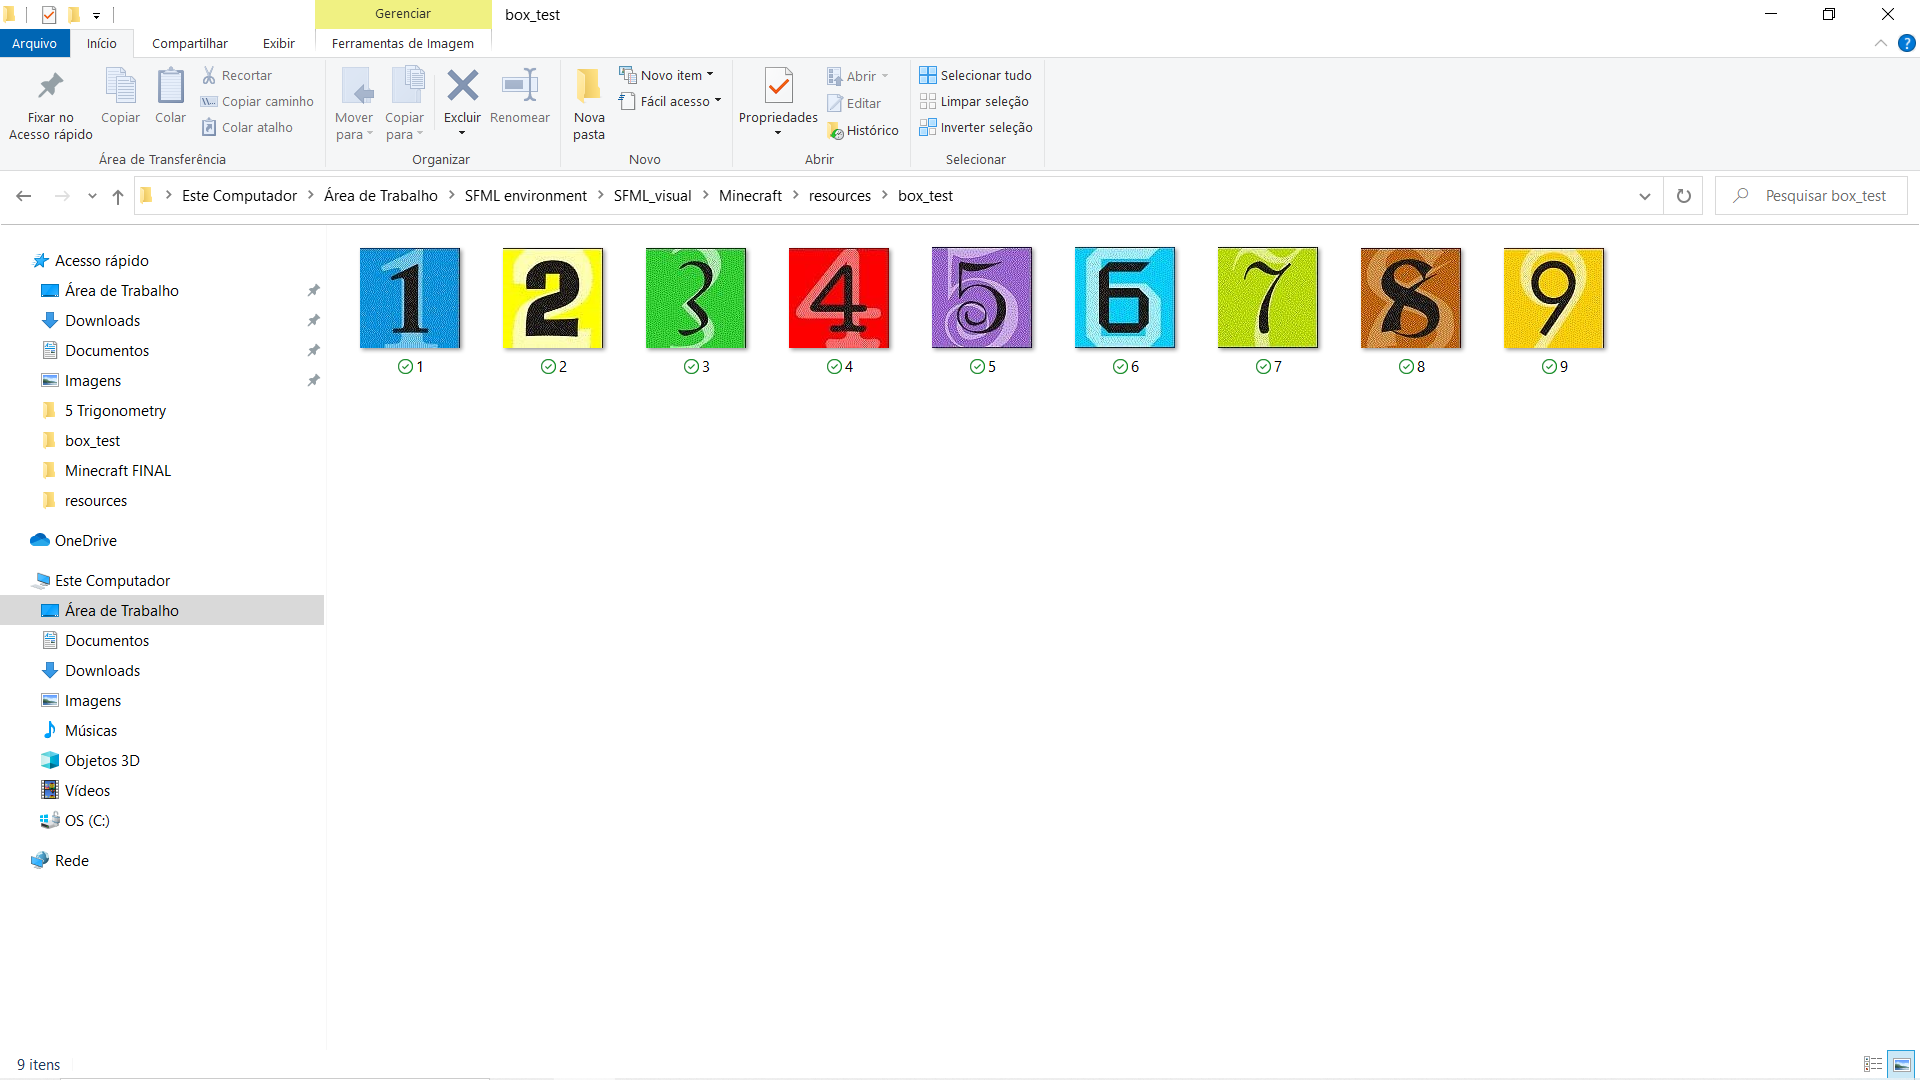 Gerenciar
box_test
Arquivo
Início
Compartilhar
Exibir
Ferramentas de Imagem
Fixar no
Acesso rápido
Copiar
Colar
Recortar
Copiar caminho
Colar atalho
Área de Transferência
Mover
para
Copiar
para
Excluir
Renomear
Organizar
Nova
pasta
Novo item
Fácil acesso
Novo
Propriedades
Abrir
Editar
Histórico
Abrir
Selecionar tudo
Limpar seleção
Inverter seleção
Selecionar
Este Computador
Área de Trabalho
SFML environment
SFML_visual
Minecraft
resources
box_test
Pesquisar box_test
Acesso rápido
Área de Trabalho
Downloads
Documentos
Imagens
5 Trigonometry
box_test
Minecraft FINAL
resources
OneDrive
Este Computador
Área de Trabalho
Documentos
Downloads
Imagens
Músicas
Objetos 3D
Vídeos
OS (C:)
Rede
1
2
3
4
5
6
7
8
9
1
2
3
4
5
6
7
8
9
9 itens